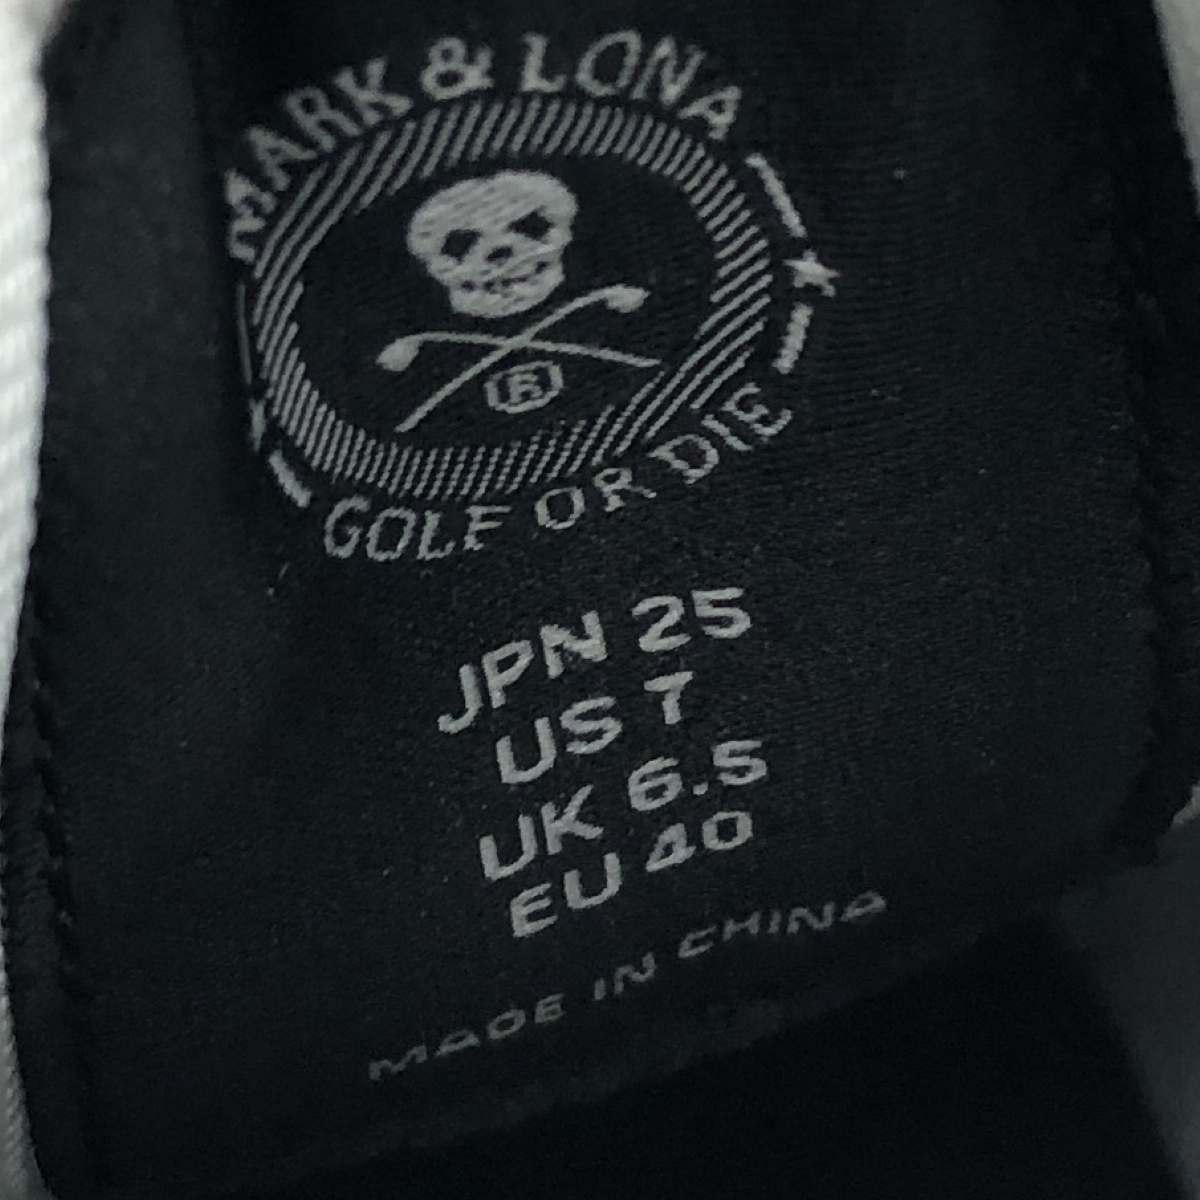 MARK & LONA
®
GOLF OR DIE
JPN 25
US 7
UK 6.5
EU 40
MADE IN CHINA